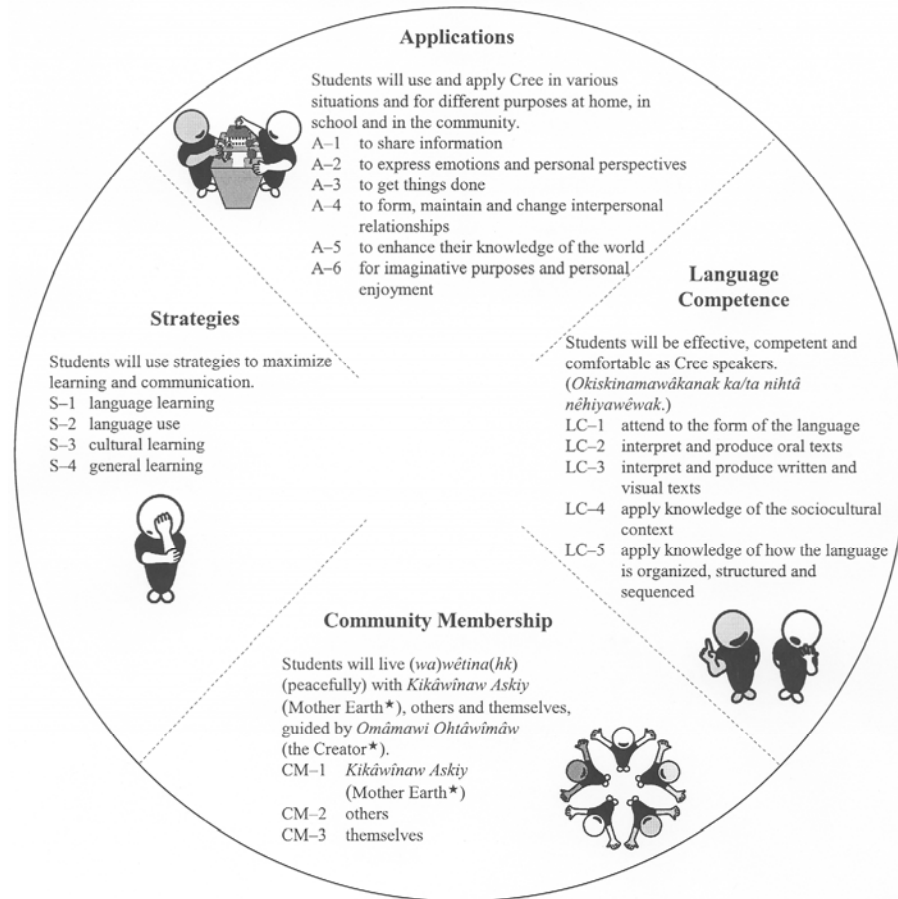 Applications
Students will use and apply Cree in various
situations and for different purposes at home, in
school and in the community.
A–1 to share information
A–2 to express emotions and personal perspectives
A–3 to get things done
A–4 to form, maintain and change interpersonal
relationships
A–5 to enhance their knowledge of the world
A–6 for imaginative purposes and personal
enjoyment
Language
Competence
Students will be effective, competent and
comfortable as Cree speakers.
(Okiskinamawâkanak ka/ta nihtâ
nêhiyawêwak.)
LC–1 attend to the form of the language
LC–2 interpret and produce oral texts
LC–3 interpret and produce written and
visual texts
LC–4 apply knowledge of the sociocultural
context
LC–5 apply knowledge of how the language
is organized, structured and
sequenced
Strategies
Students will use strategies to maximize
learning and communication.
S–1 language learning
S–2 language use
S–3 cultural learning
S–4 general learning
Community Membership
Students will live (wa)wêtina(hk)
(peacefully) with Kikâwînaw Askiy
(Mother Earth★), others and themselves,
guided by Omâmawi Ohtâwîmâw
(the Creator★).
CM–1 Kikâwînaw Askiy
(Mother Earth★)
CM–2 others
CM–3 themselves